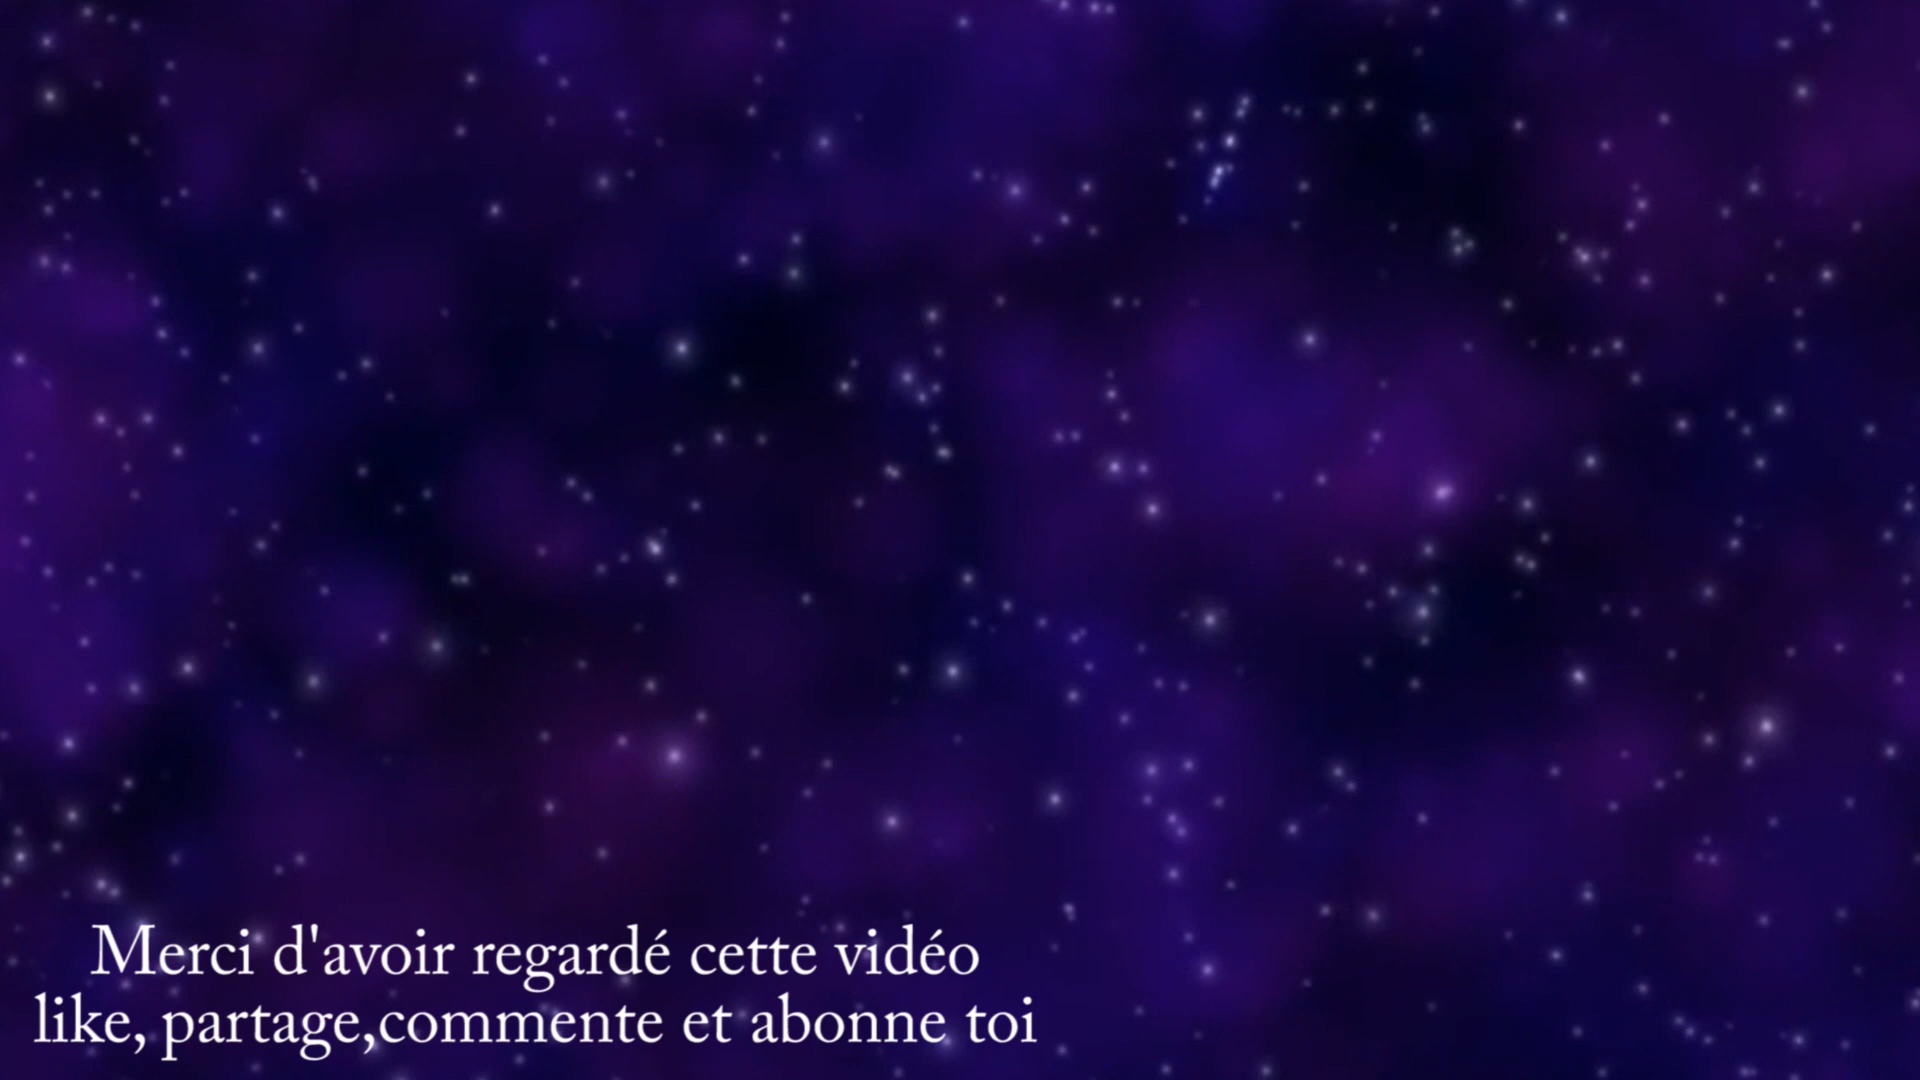 Merci d'avoir regardé cette vidéo
like, partage,commente et abonne toi